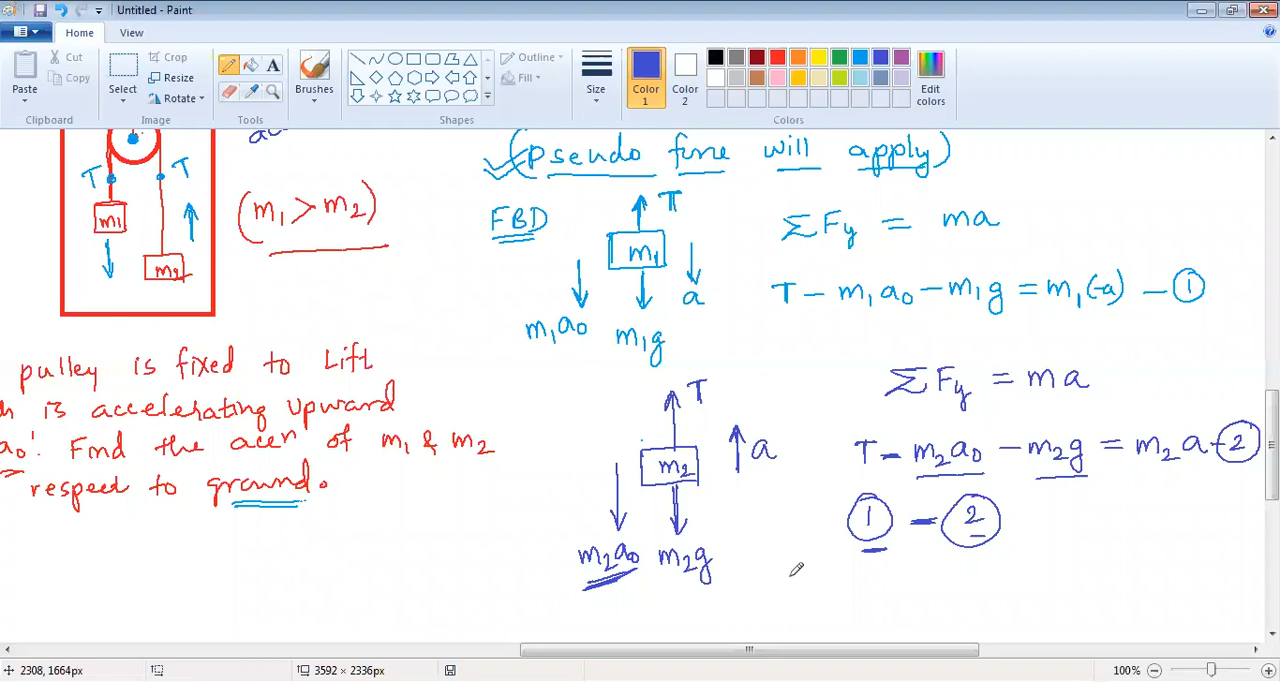 Untitled - Paint
Home View
Cut
Copy
Paste
Clipboard
Select
Crop
Resize
Rotate
Image
Tools
Brushes
Shapes
Outline
Fill
Size
Color 1
Color 2
Edit colors
Colors
(Pseudo force will apply)
T T
m1
m2
(m1 > m2)
FBD
T
m1
a
m1a0 m1g
ΣFy = ma
T - m1a0 - m1g = m1(-a) - 1
pulley is fixed to Lift
is accelerating upward
a0'. Find the accn of m1 & m2
respect to ground.
T
m2
a
m2a0 m2g
ΣFy = ma
T - m2a0 - m2g = m2a - 2
1 = 2
2308, 1664px
3592 × 2336px
100%